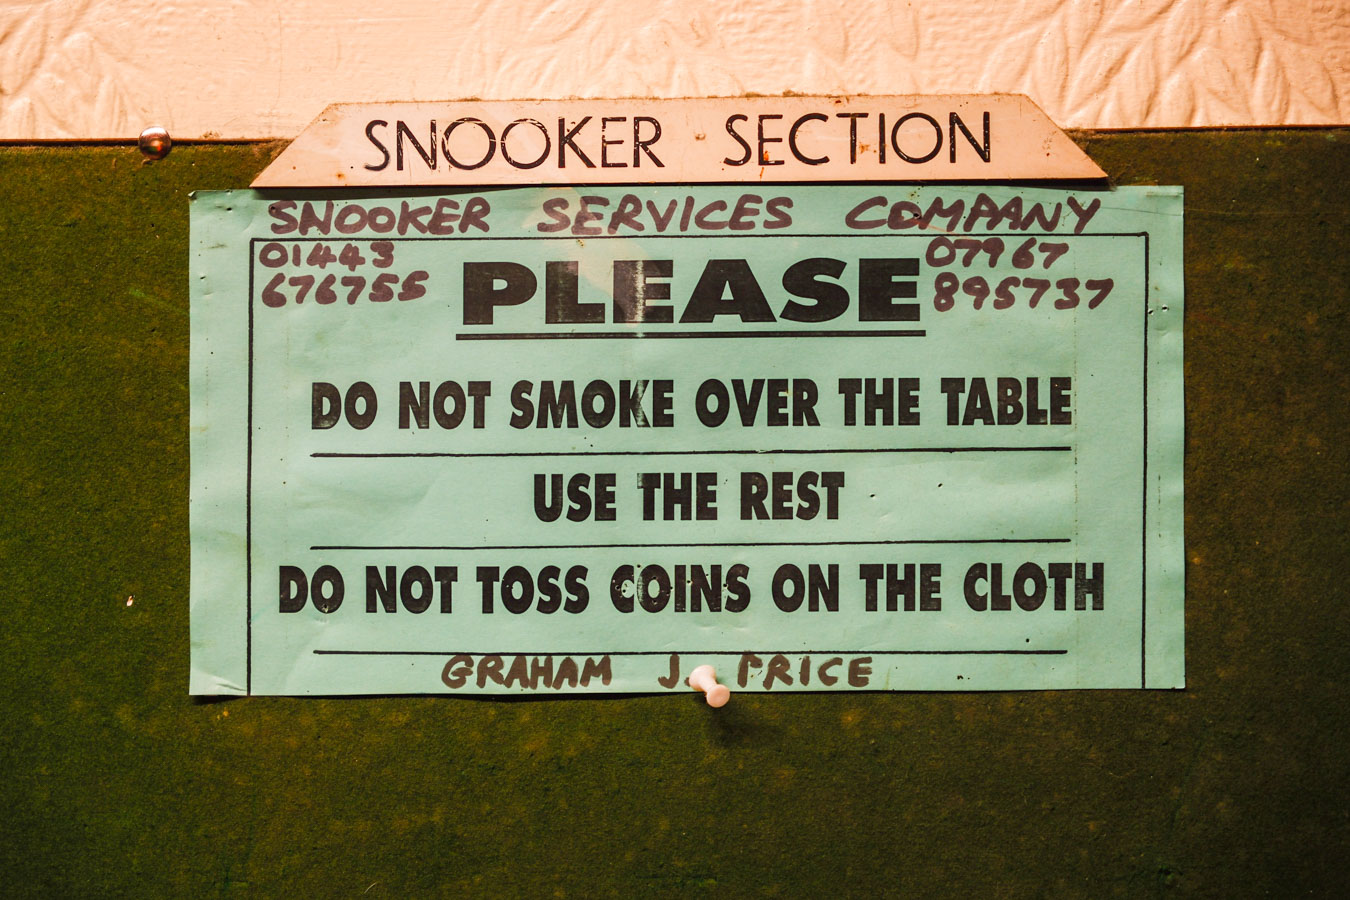 SNOOKER SECTION
SNOOKER SERVICES COMPANY
01443
676755
07967
895737
PLEASE
DO NOT SMOKE OVER THE TABLE
USE THE REST
DO NOT TOSS COINS ON THE CLOTH
GRAHAM J. PRICE